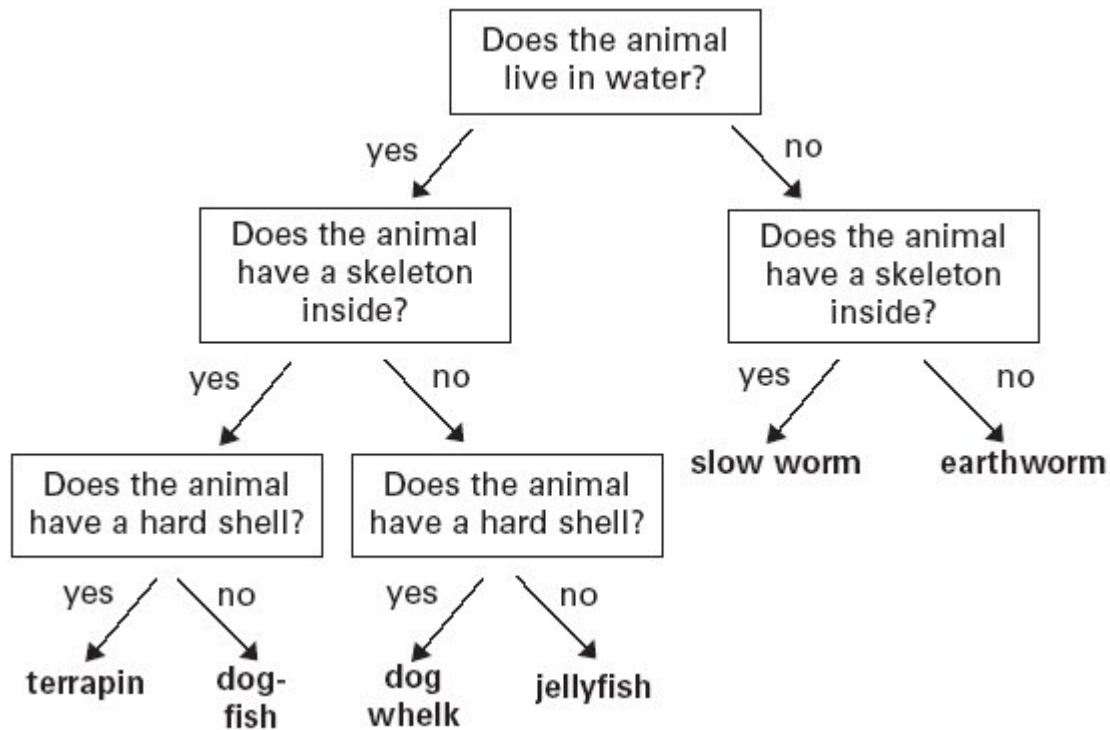 Does the animal
live in water?
yes
no
Does the animal
have a skeleton
inside?
Does the animal
have a skeleton
inside?
yes
no
yes
no
Does the animal
have a hard shell?
Does the animal
have a hard shell?
slow worm
earthworm
yes
no
yes
no
terrapin
dog-
fish
dog
whelk
jellyfish